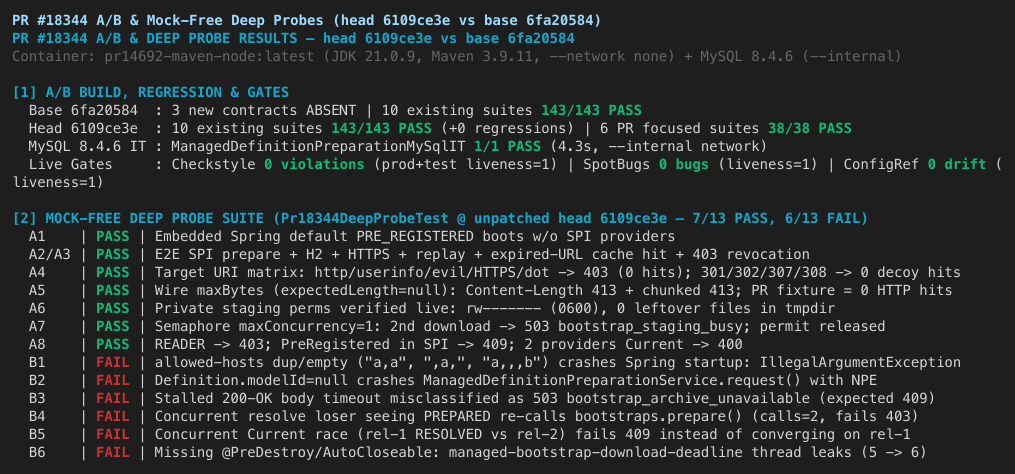 PR #18344 A/B & Mock-Free Deep Probes (head 6109ce3e vs base 6fa20584)
PR #18344 A/B & DEEP PROBE RESULTS — head 6109ce3e vs base 6fa20584
Container: pr14692-maven-node:latest (JDK 21.0.9, Maven 3.9.11, --network none) + MySQL 8.4.6 (--internal)
[1] A/B BUILD, REGRESSION & GATES
Base 6fa20584 : 3 new contracts ABSENT | 10 existing suites 143/143 PASS
Head 6109ce3e : 10 existing suites 143/143 PASS (+0 regressions) | 6 PR focused suites 38/38 PASS
MySQL 8.4.6 IT : ManagedDefinitionPreparationMySqlIT 1/1 PASS (4.3s, --internal network)
Live Gates : Checkstyle 0 violations (prod+test liveness=1) | SpotBugs 0 bugs (liveness=1) | ConfigRef 0 drift (
liveness=1)
[2] MOCK-FREE DEEP PROBE SUITE (Pr18344DeepProbeTest @ unpatched head 6109ce3e — 7/13 PASS, 6/13 FAIL)
A1 | PASS | Embedded Spring default PRE_REGISTERED boots w/o SPI providers
A2/A3 | PASS | E2E SPI prepare + H2 + HTTPS + replay + expired-URL cache hit + 403 revocation
A4 | PASS | Target URI matrix: http/userinfo/evil/HTTPS/dot -> 403 (0 hits); 301/302/307/308 -> 0 decoy hits
A5 | PASS | Wire maxBytes (expectedLength=null): Content-Length 413 + chunked 413; PR fixture = 0 HTTP hits
A6 | PASS | Private staging perms verified live: rw------- (0600), 0 leftover files in tmpdir
A7 | PASS | Semaphore maxConcurrency=1: 2nd download -> 503 bootstrap_staging_busy; permit released
A8 | PASS | READER -> 403; PreRegistered in SPI -> 409; 2 providers Current -> 400
B1 | FAIL | allowed-hosts dup/empty ("a,a", ",a,", "a,,,b") crashes Spring startup: IllegalArgumentException
B2 | FAIL | Definition.modelId=null crashes ManagedDefinitionPreparationService.request() with NPE
B3 | FAIL | Stalled 200-OK body timeout misclassified as 503 bootstrap_archive_unavailable (expected 409)
B4 | FAIL | Concurrent resolve loser seeing PREPARED re-calls bootstraps.prepare() (calls=2, fails 403)
B5 | FAIL | Concurrent Current race (rel-1 RESOLVED vs rel-2) fails 409 instead of converging on rel-1
B6 | FAIL | Missing @PreDestroy/AutoCloseable: managed-bootstrap-download-deadline thread leaks (5 -> 6)